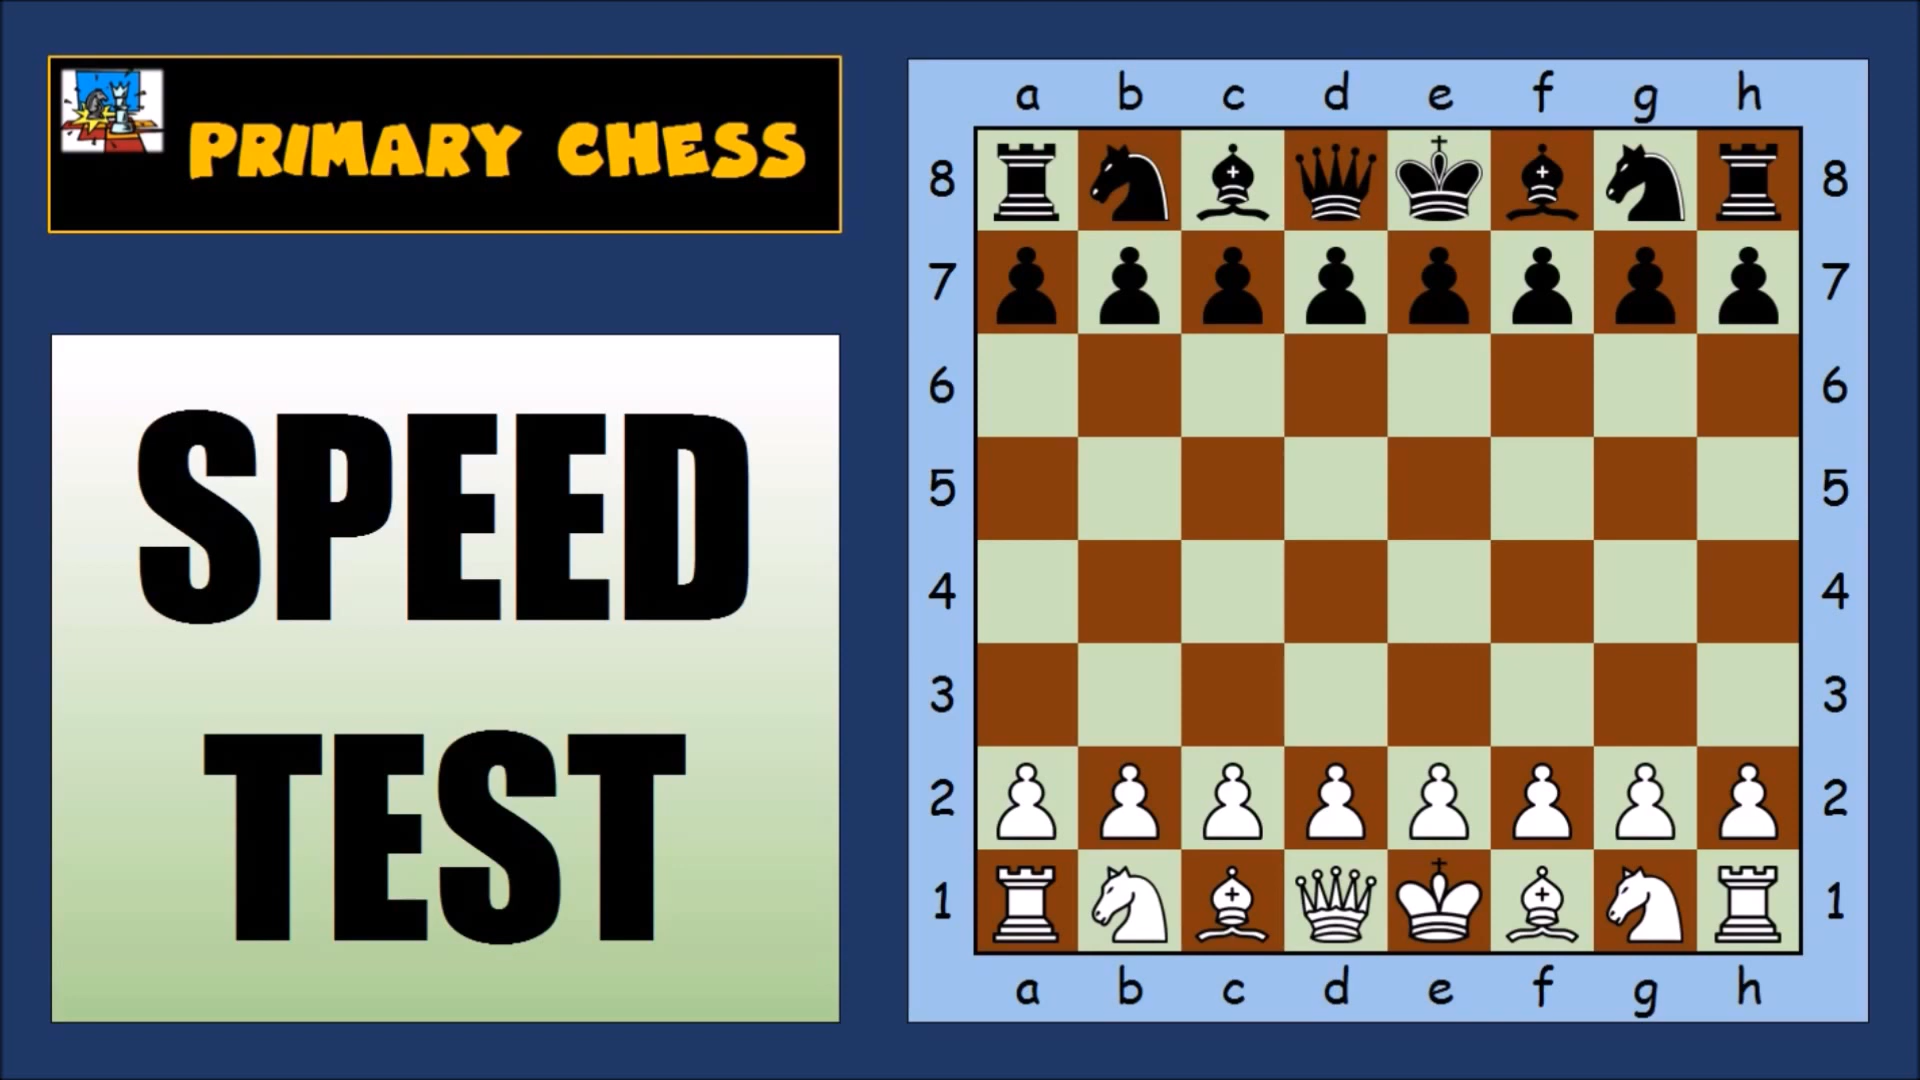 PRIMARY CHESS
SPEED
TEST
a b c d e f g h
8 8
7 7
6 6
5 5
4 4
3 3
2 2
1 1
a b c d e f g h